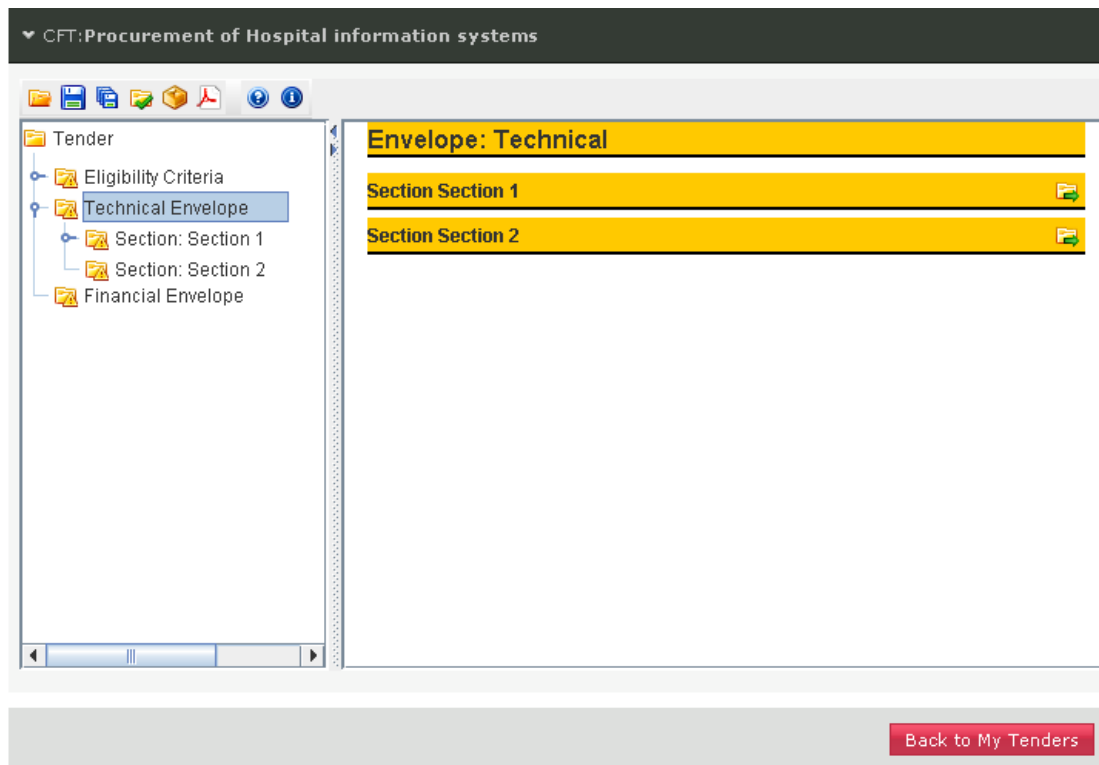 CFT:Procurement of Hospital information systems
Tender
Eligibility Criteria
Technical Envelope
Section: Section 1
Section: Section 2
Financial Envelope
Envelope: Technical
Section Section 1
Section Section 2
Back to My Tenders